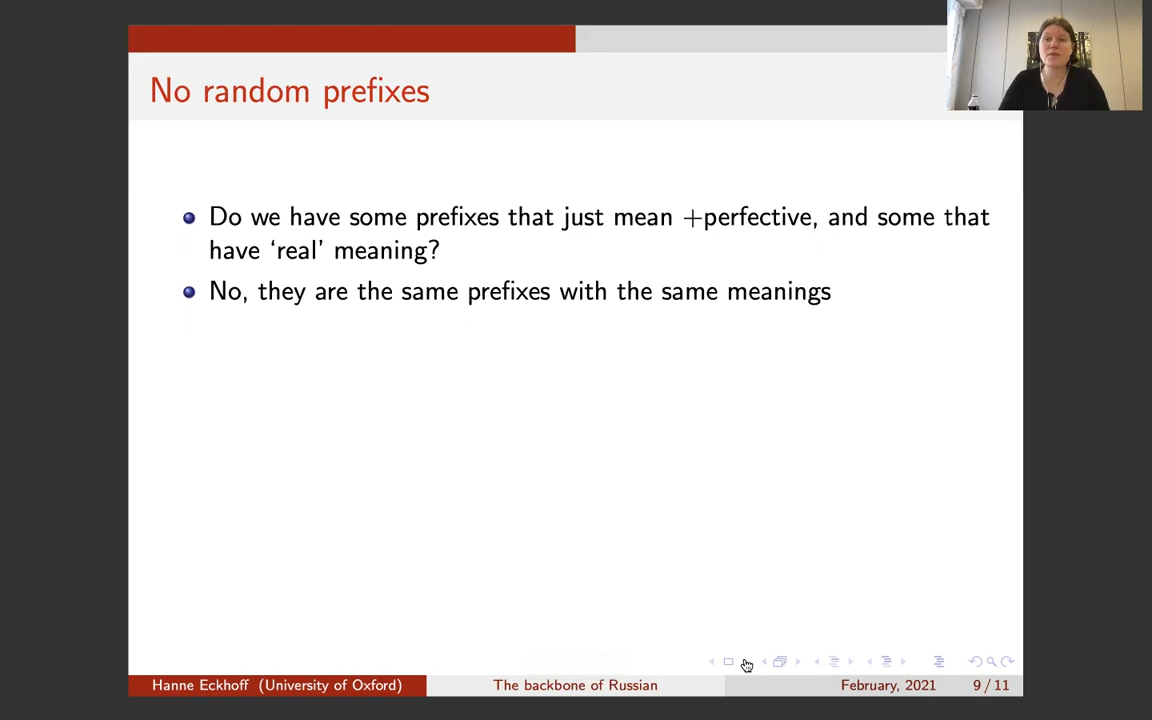 No random prefixes
Do we have some prefixes that just mean +perfective, and some that
have ‘real’ meaning?
No, they are the same prefixes with the same meanings
Hanne Eckhoff (University of Oxford)
The backbone of Russian
February, 2021
9 / 11